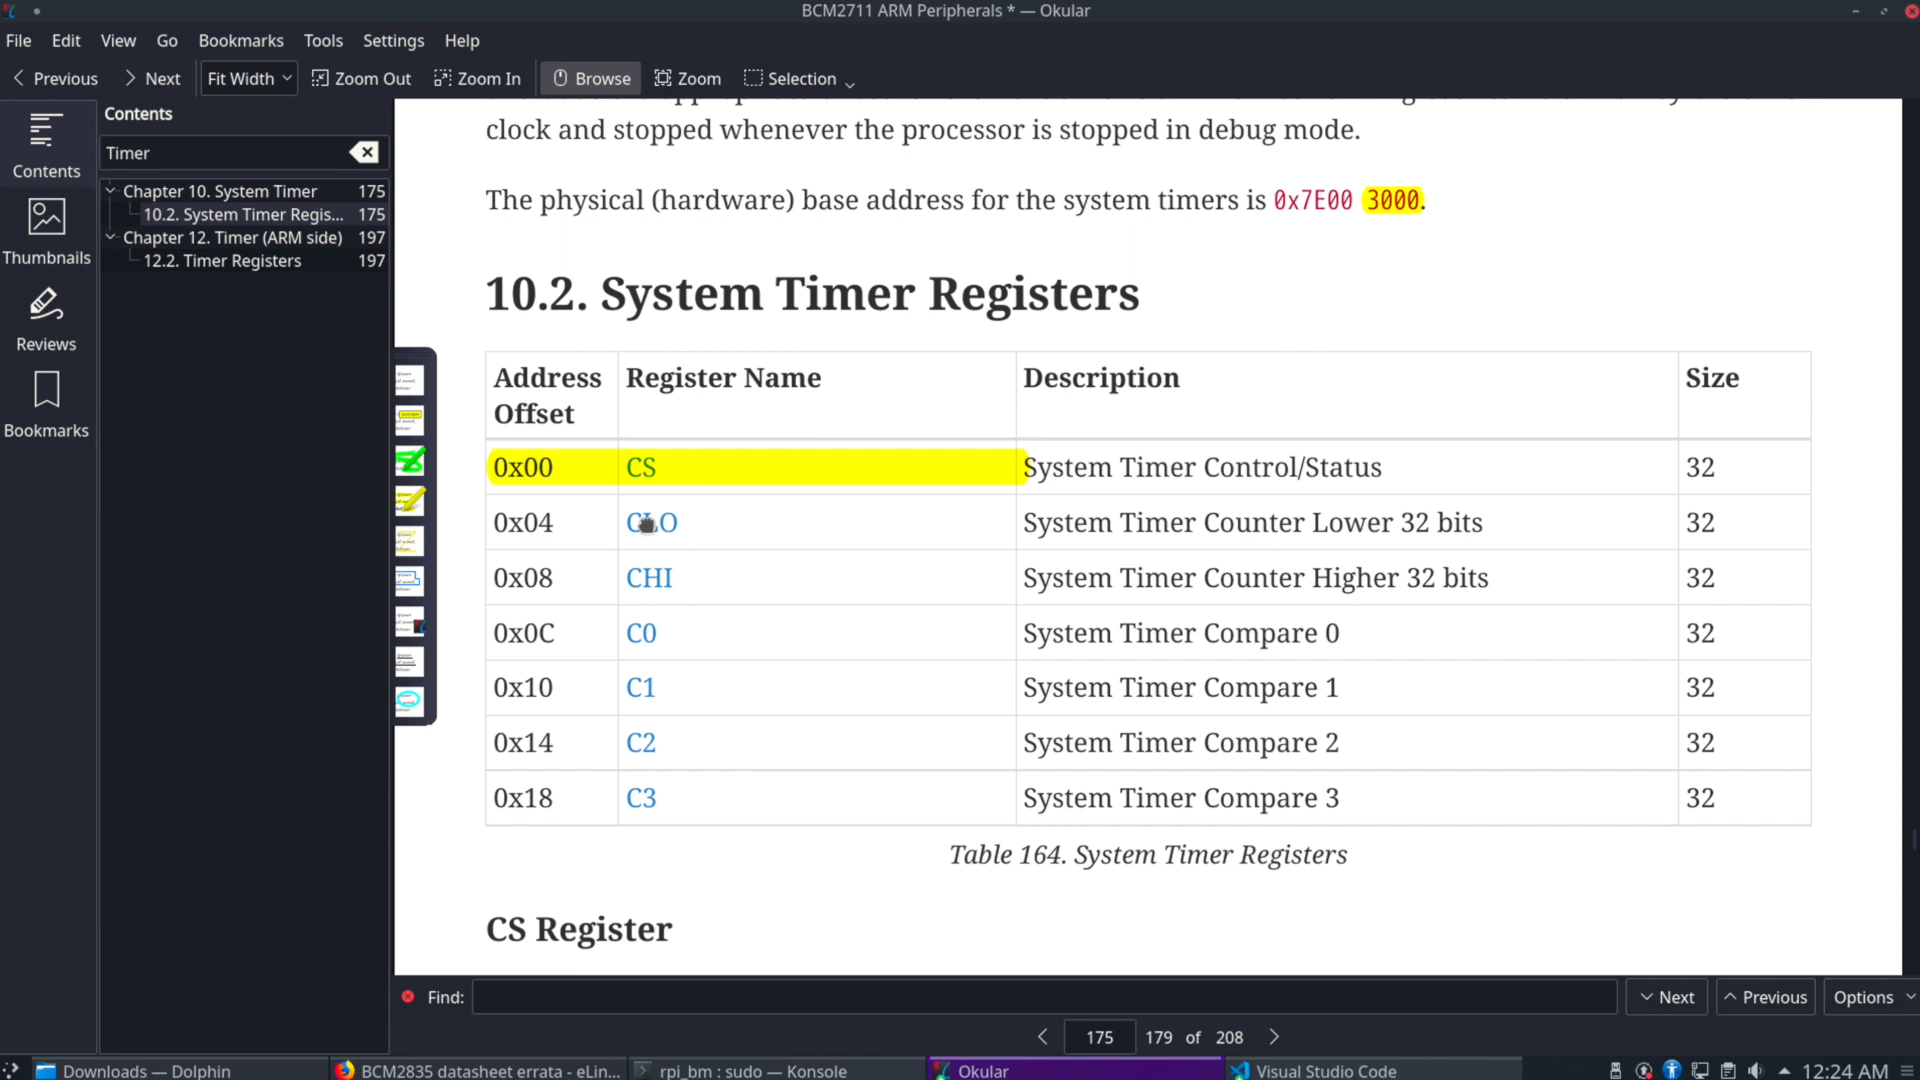 BCM2711 ARM Peripherals * — Okular
File Edit View Go Bookmarks Tools Settings Help
Previous Next Fit Width Zoom Out Zoom In Browse Zoom Selection
Contents
Timer
Contents
Thumbnails
Reviews
Bookmarks
Chapter 10. System Timer 175
10.2. System Timer Regis... 175
Chapter 12. Timer (ARM side) 197
12.2. Timer Registers 197
clock and stopped whenever the processor is stopped in debug mode.
The physical (hardware) base address for the system timers is 0x7E00 3000.
10.2. System Timer Registers
Address Offset Register Name Description Size
0x00 CS System Timer Control/Status 32
0x04 CLO System Timer Counter Lower 32 bits 32
0x08 CHI System Timer Counter Higher 32 bits 32
0x0C C0 System Timer Compare 0 32
0x10 C1 System Timer Compare 1 32
0x14 C2 System Timer Compare 2 32
0x18 C3 System Timer Compare 3 32
Table 164. System Timer Registers
CS Register
Find: Next Previous Options
175 179 of 208
Downloads — Dolphin BCM2835 datasheet errata - eLin... rpi_bm : sudo — Konsole Okular Visual Studio Code 12:24 AM